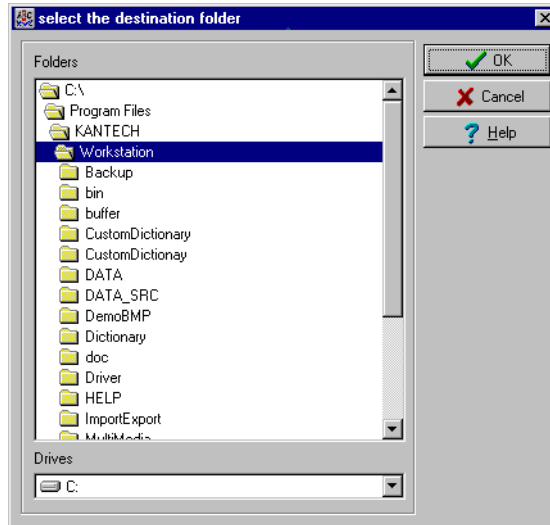 select the destination folder
Folders
OK
C:\
Cancel
Program Files
KANTECH
Help
Workstation
Backup
bin
buffer
CustomDictionary
CustomDictionay
DATA
DATA_SRC
DemoBMP
Dictionary
doc
Driver
HELP
ImportExport
MultiMedia
Drives
C: